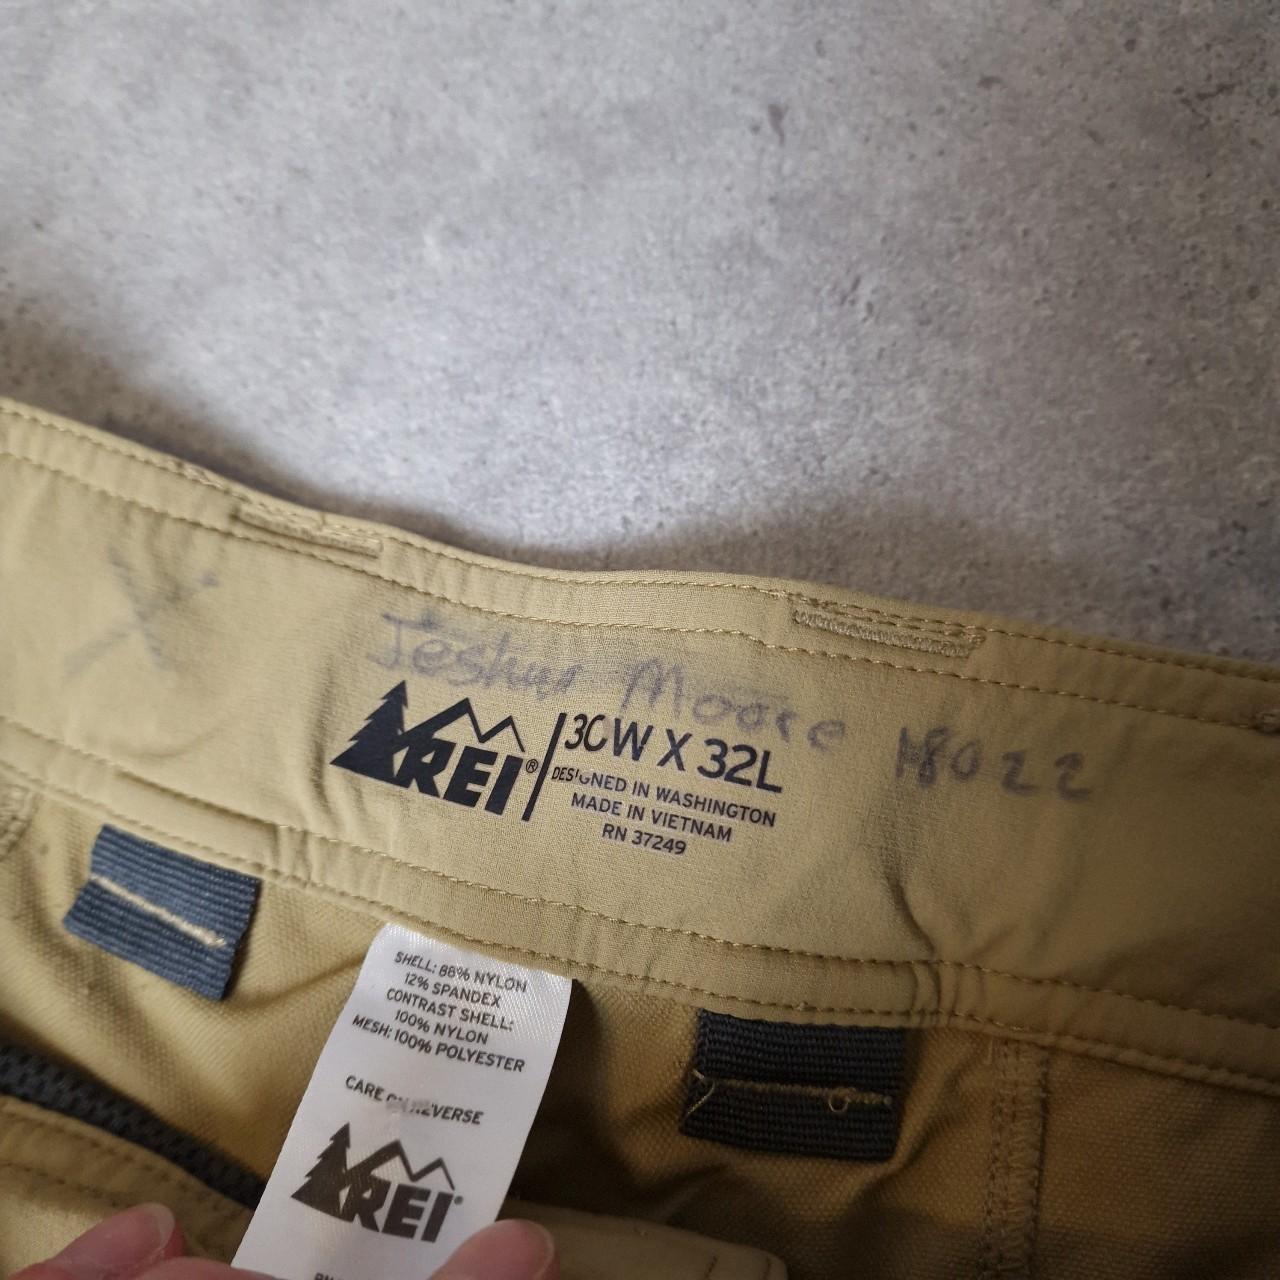 X
Moore 18022
REI® 30W X 32L
DESIGNED IN WASHINGTON
MADE IN VIETNAM
RN 37249
SHELL: 88% NYLON
12% SPANDEX
CONTRAST SHELL:
100% NYLON
MESH: 100% POLYESTER
CARE ON REVERSE
REI®